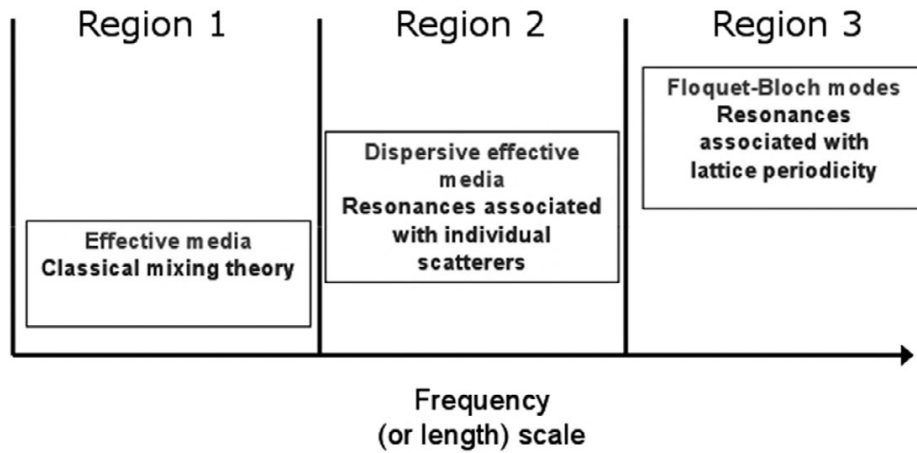 Region 1
Region 2
Region 3
Effective media
Classical mixing theory
Dispersive effective
media
Resonances associated
with individual
scatterers
Floquet-Bloch modes
Resonances
associated with
lattice periodicity
Frequency
(or length) scale